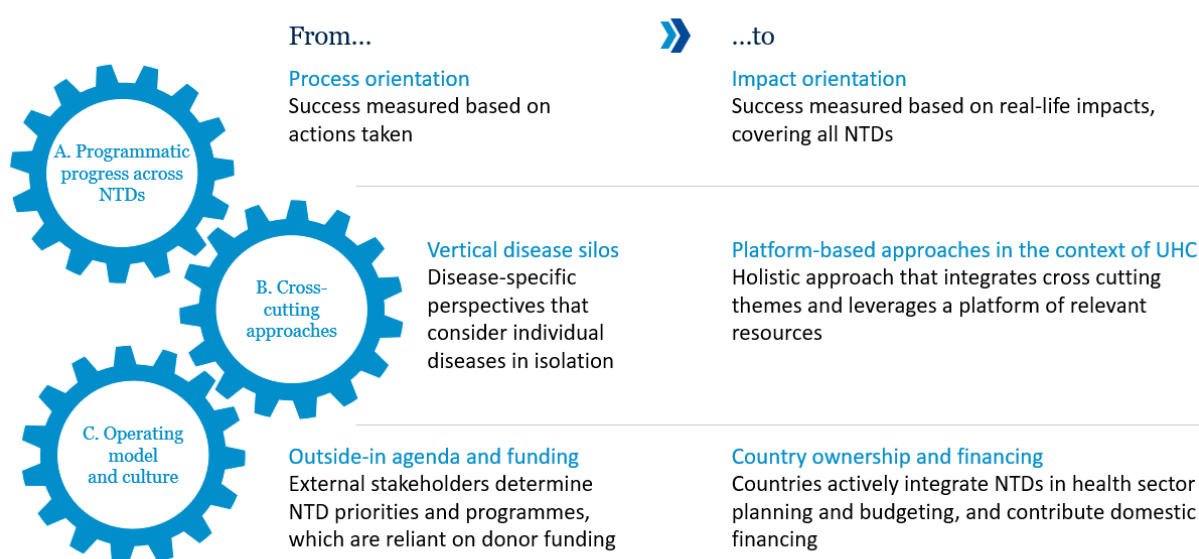 From...
...to
A. Programmatic
progress across
NTDs
Process orientation
Success measured based on
actions taken
Impact orientation
Success measured based on real-life impacts,
covering all NTDs
B. Cross-
cutting
approaches
Vertical disease silos
Disease-specific
perspectives that
consider individual
diseases in isolation
Platform-based approaches in the context of UHC
Holistic approach that integrates cross cutting
themes and leverages a platform of relevant
resources
C. Operating
model
and culture
Outside-in agenda and funding
External stakeholders determine
NTD priorities and programmes,
which are reliant on donor funding
Country ownership and financing
Countries actively integrate NTDs in health sector
planning and budgeting, and contribute domestic
financing